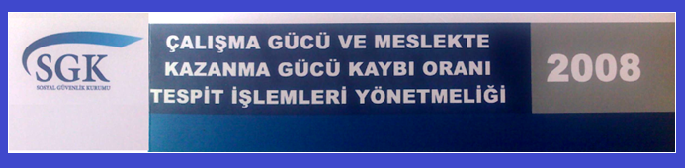 SGK
SOSYAL GÜVENLİK KURUMU
ÇALIŞMA GÜCÜ VE MESLEKTE
KAZANMA GÜCÜ KAYBI ORANI
TESPİT İŞLEMLERİ YÖNETMELİĞİ
2008